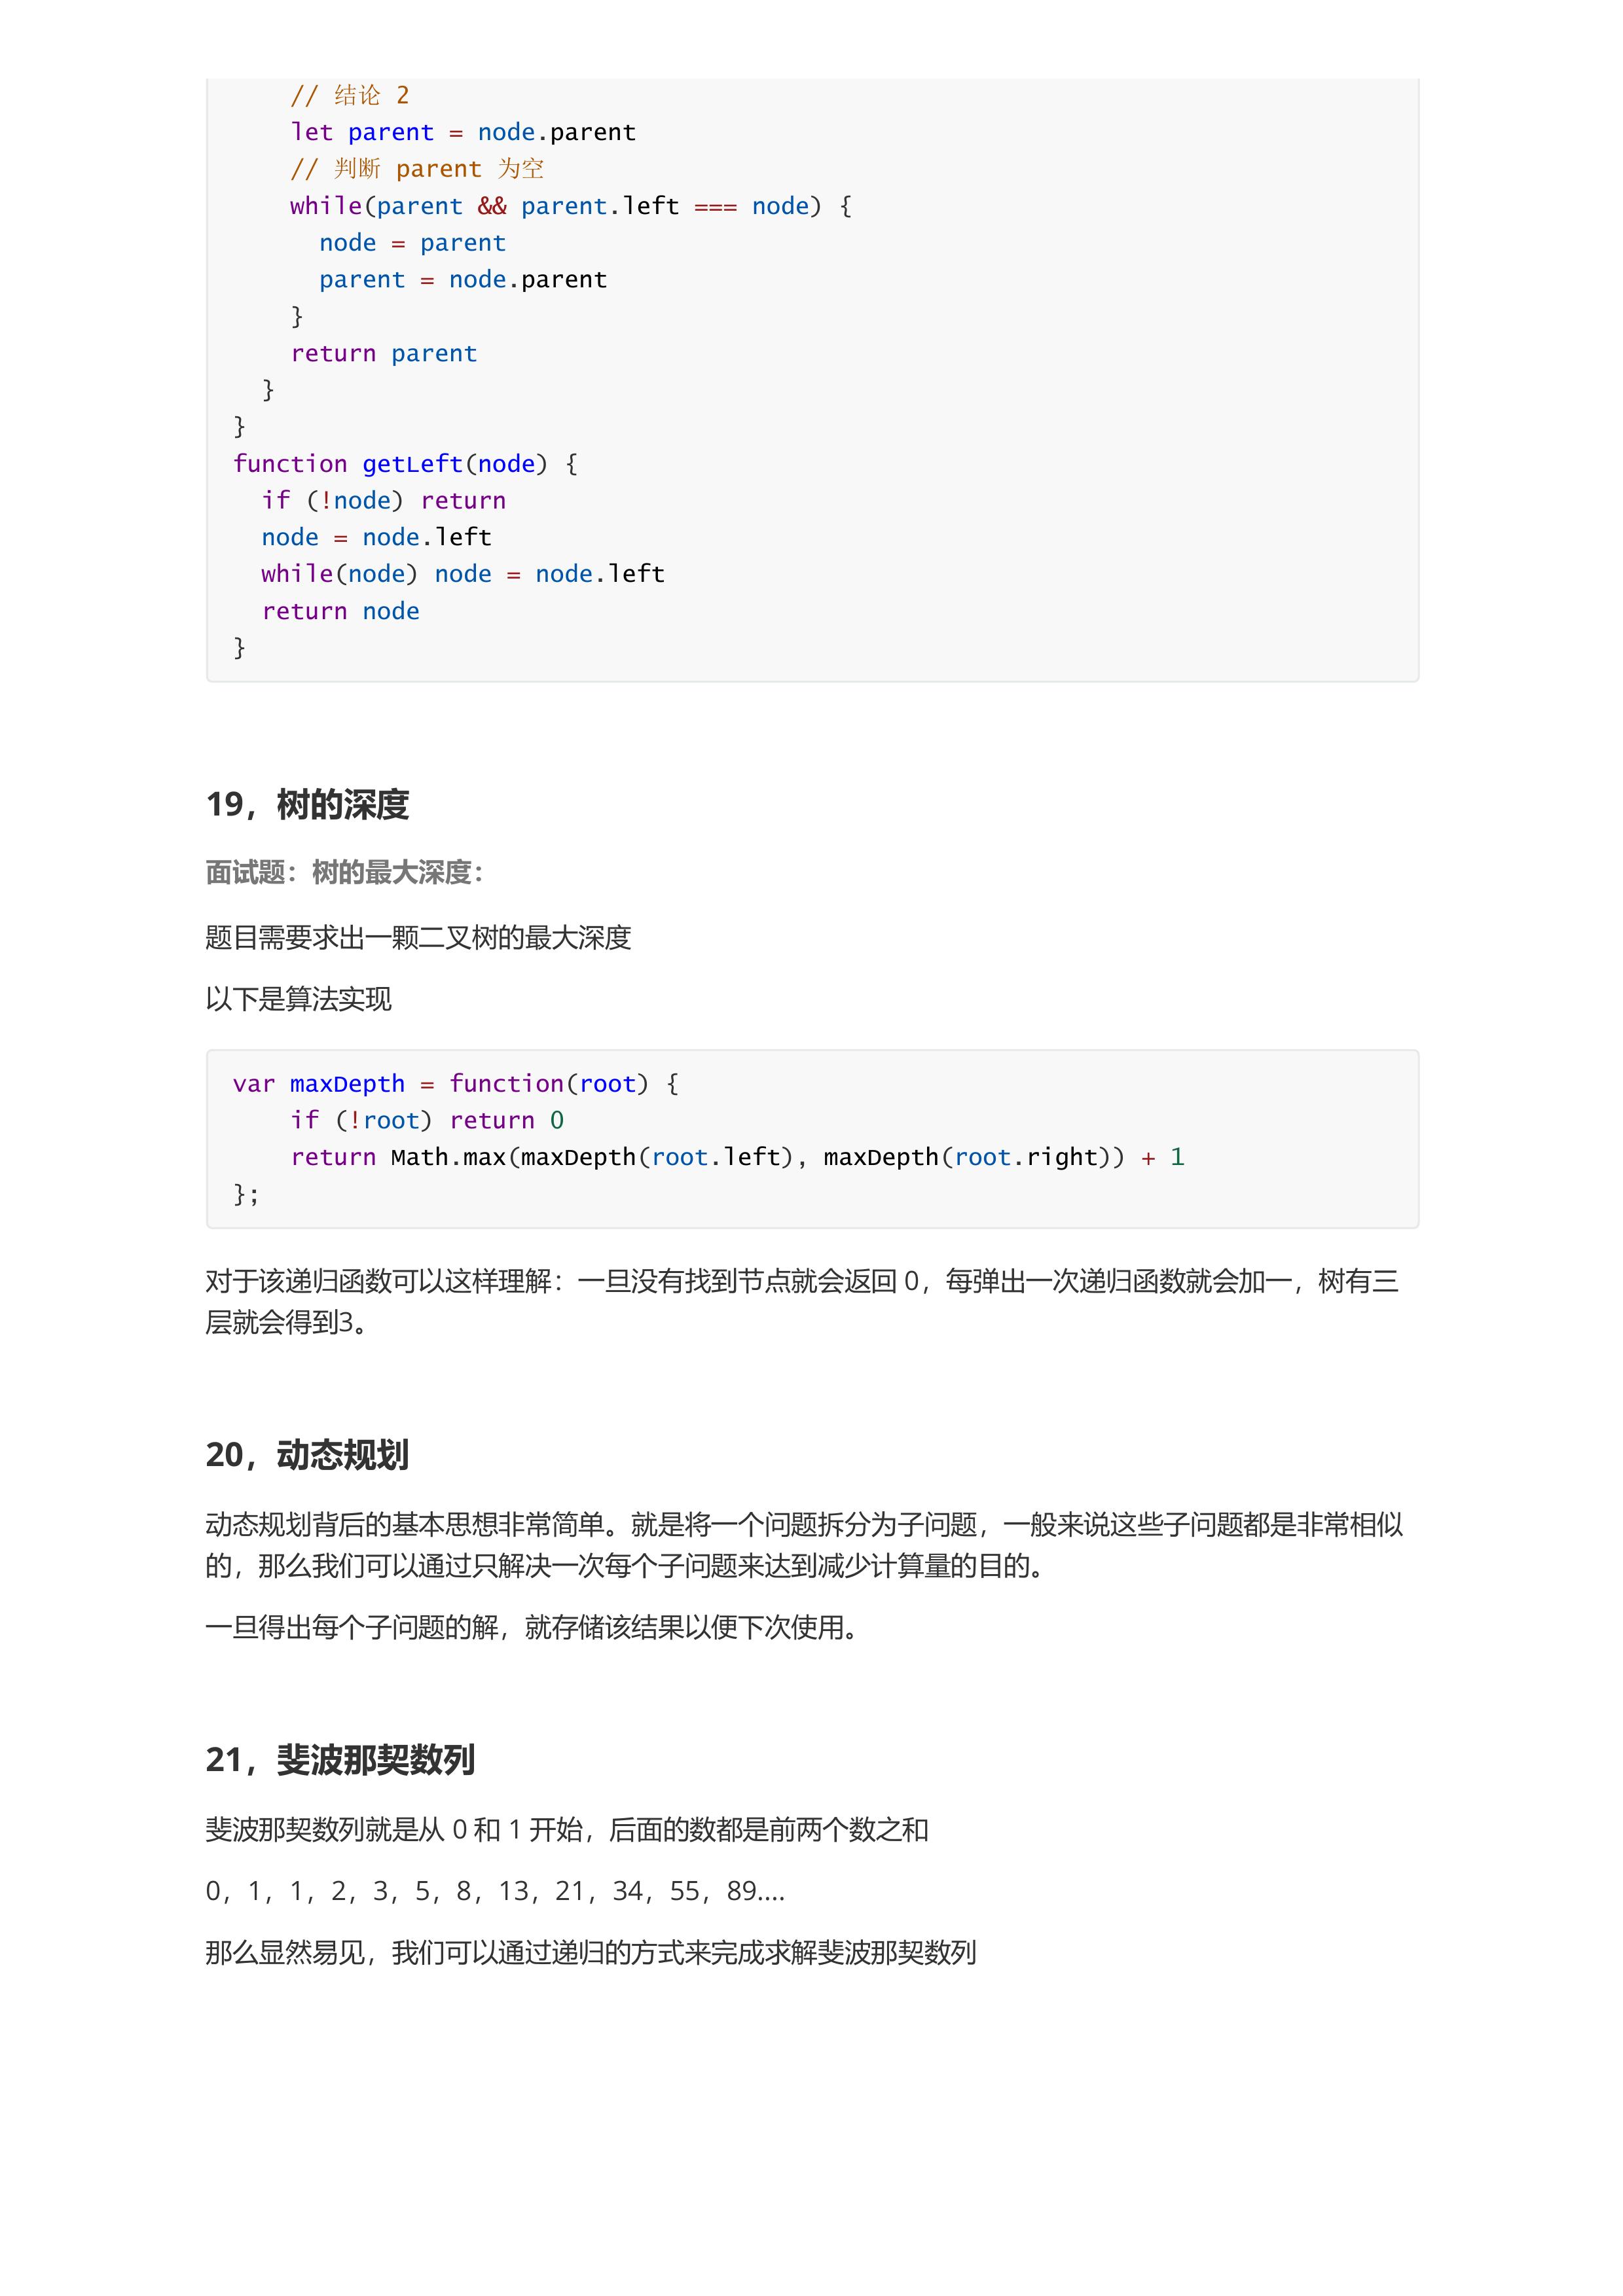 // 结论 2
let parent = node.parent
// 判断 parent 为空
while(parent && parent.left === node) {
node = parent
parent = node.parent
}
return parent
}
}
function getLeft(node) {
if (!node) return
node = node.left
while(node) node = node.left
return node
}
19，树的深度
面试题：树的最大深度：
题目需要求出一颗二叉树的最大深度
以下是算法实现
var maxDepth = function(root) {
if (!root) return 0
return Math.max(maxDepth(root.left), maxDepth(root.right)) + 1
};
对于该递归函数可以这样理解：一旦没有找到节点就会返回 0，每弹出一次递归函数就会加一，树有三
层就会得到3。
20，动态规划
动态规划背后的基本思想非常简单。就是将一个问题拆分为子问题，一般来说这些子问题都是非常相似
的，那么我们可以通过只解决一次每个子问题来达到减少计算量的目的。
一旦得出每个子问题的解，就存储该结果以便下次使用。
21，斐波那契数列
斐波那契数列就是从 0 和 1 开始，后面的数都是前两个数之和
0，1，1，2，3，5，8，13，21，34，55，89....
那么显然易见，我们可以通过递归的方式来完成求解斐波那契数列